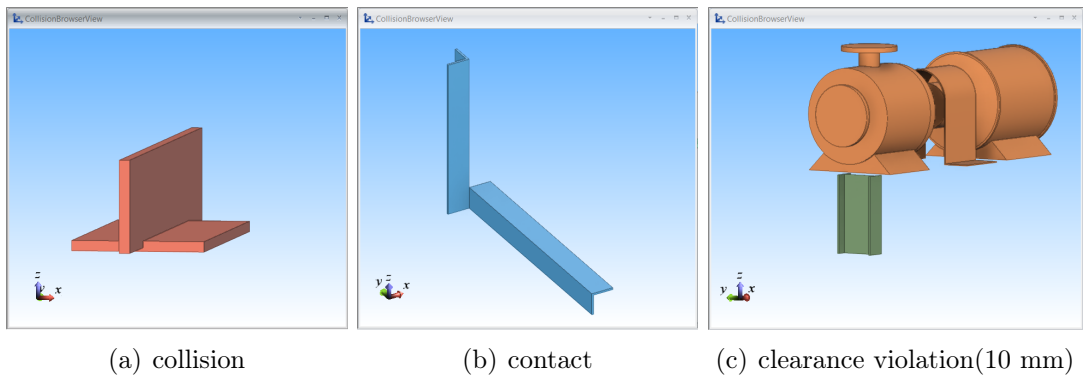 CollisionBrowserView
z
y
x
(a) collision
CollisionBrowserView
y
z
x
(b) contact
CollisionBrowserView
z
y
x
(c) clearance violation(10 mm)